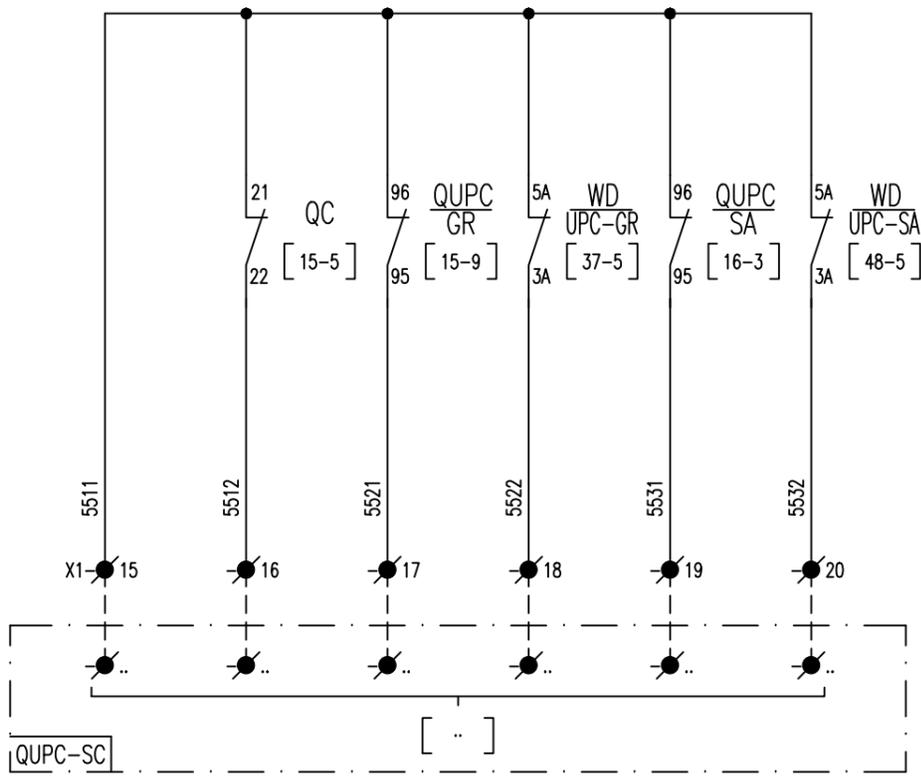 21 96 QUPC 5A WD 96 QUPC 5A WD
QC GR UPC-GR SA UPC-SA
[ 15-5 ] [ 15-9 ] [ 37-5 ] [ 16-3 ] [ 48-5 ]
22 95 3A 95 3A
5511 5512 5521 5522 5531 5532
X1- 15 16 17 18 19 20
.. .. .. .. .. ..
[ .. ]
QUPC-SC